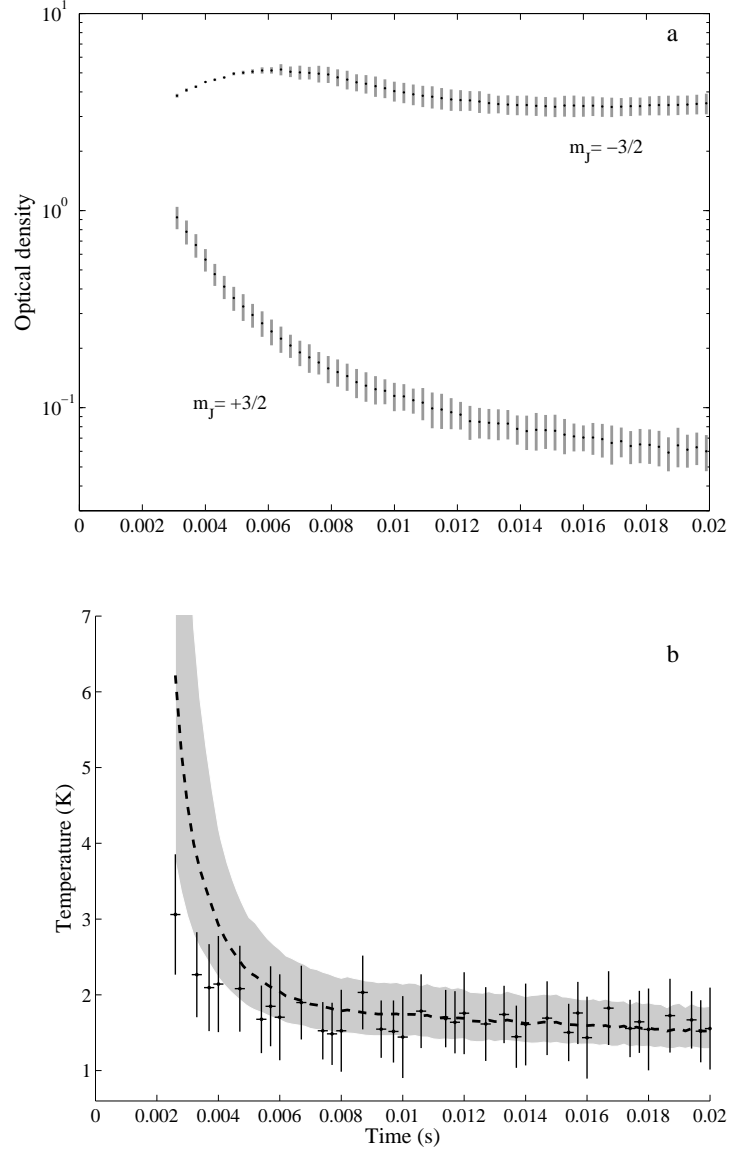 a
10^1
10^0
10^−1
Optical density
m_J= −3/2
m_J= +3/2
0 0.002 0.004 0.006 0.008 0.01 0.012 0.014 0.016 0.018 0.02
b
7
6
5
4
3
2
1
Temperature (K)
0 0.002 0.004 0.006 0.008 0.01 0.012 0.014 0.016 0.018 0.02
Time (s)